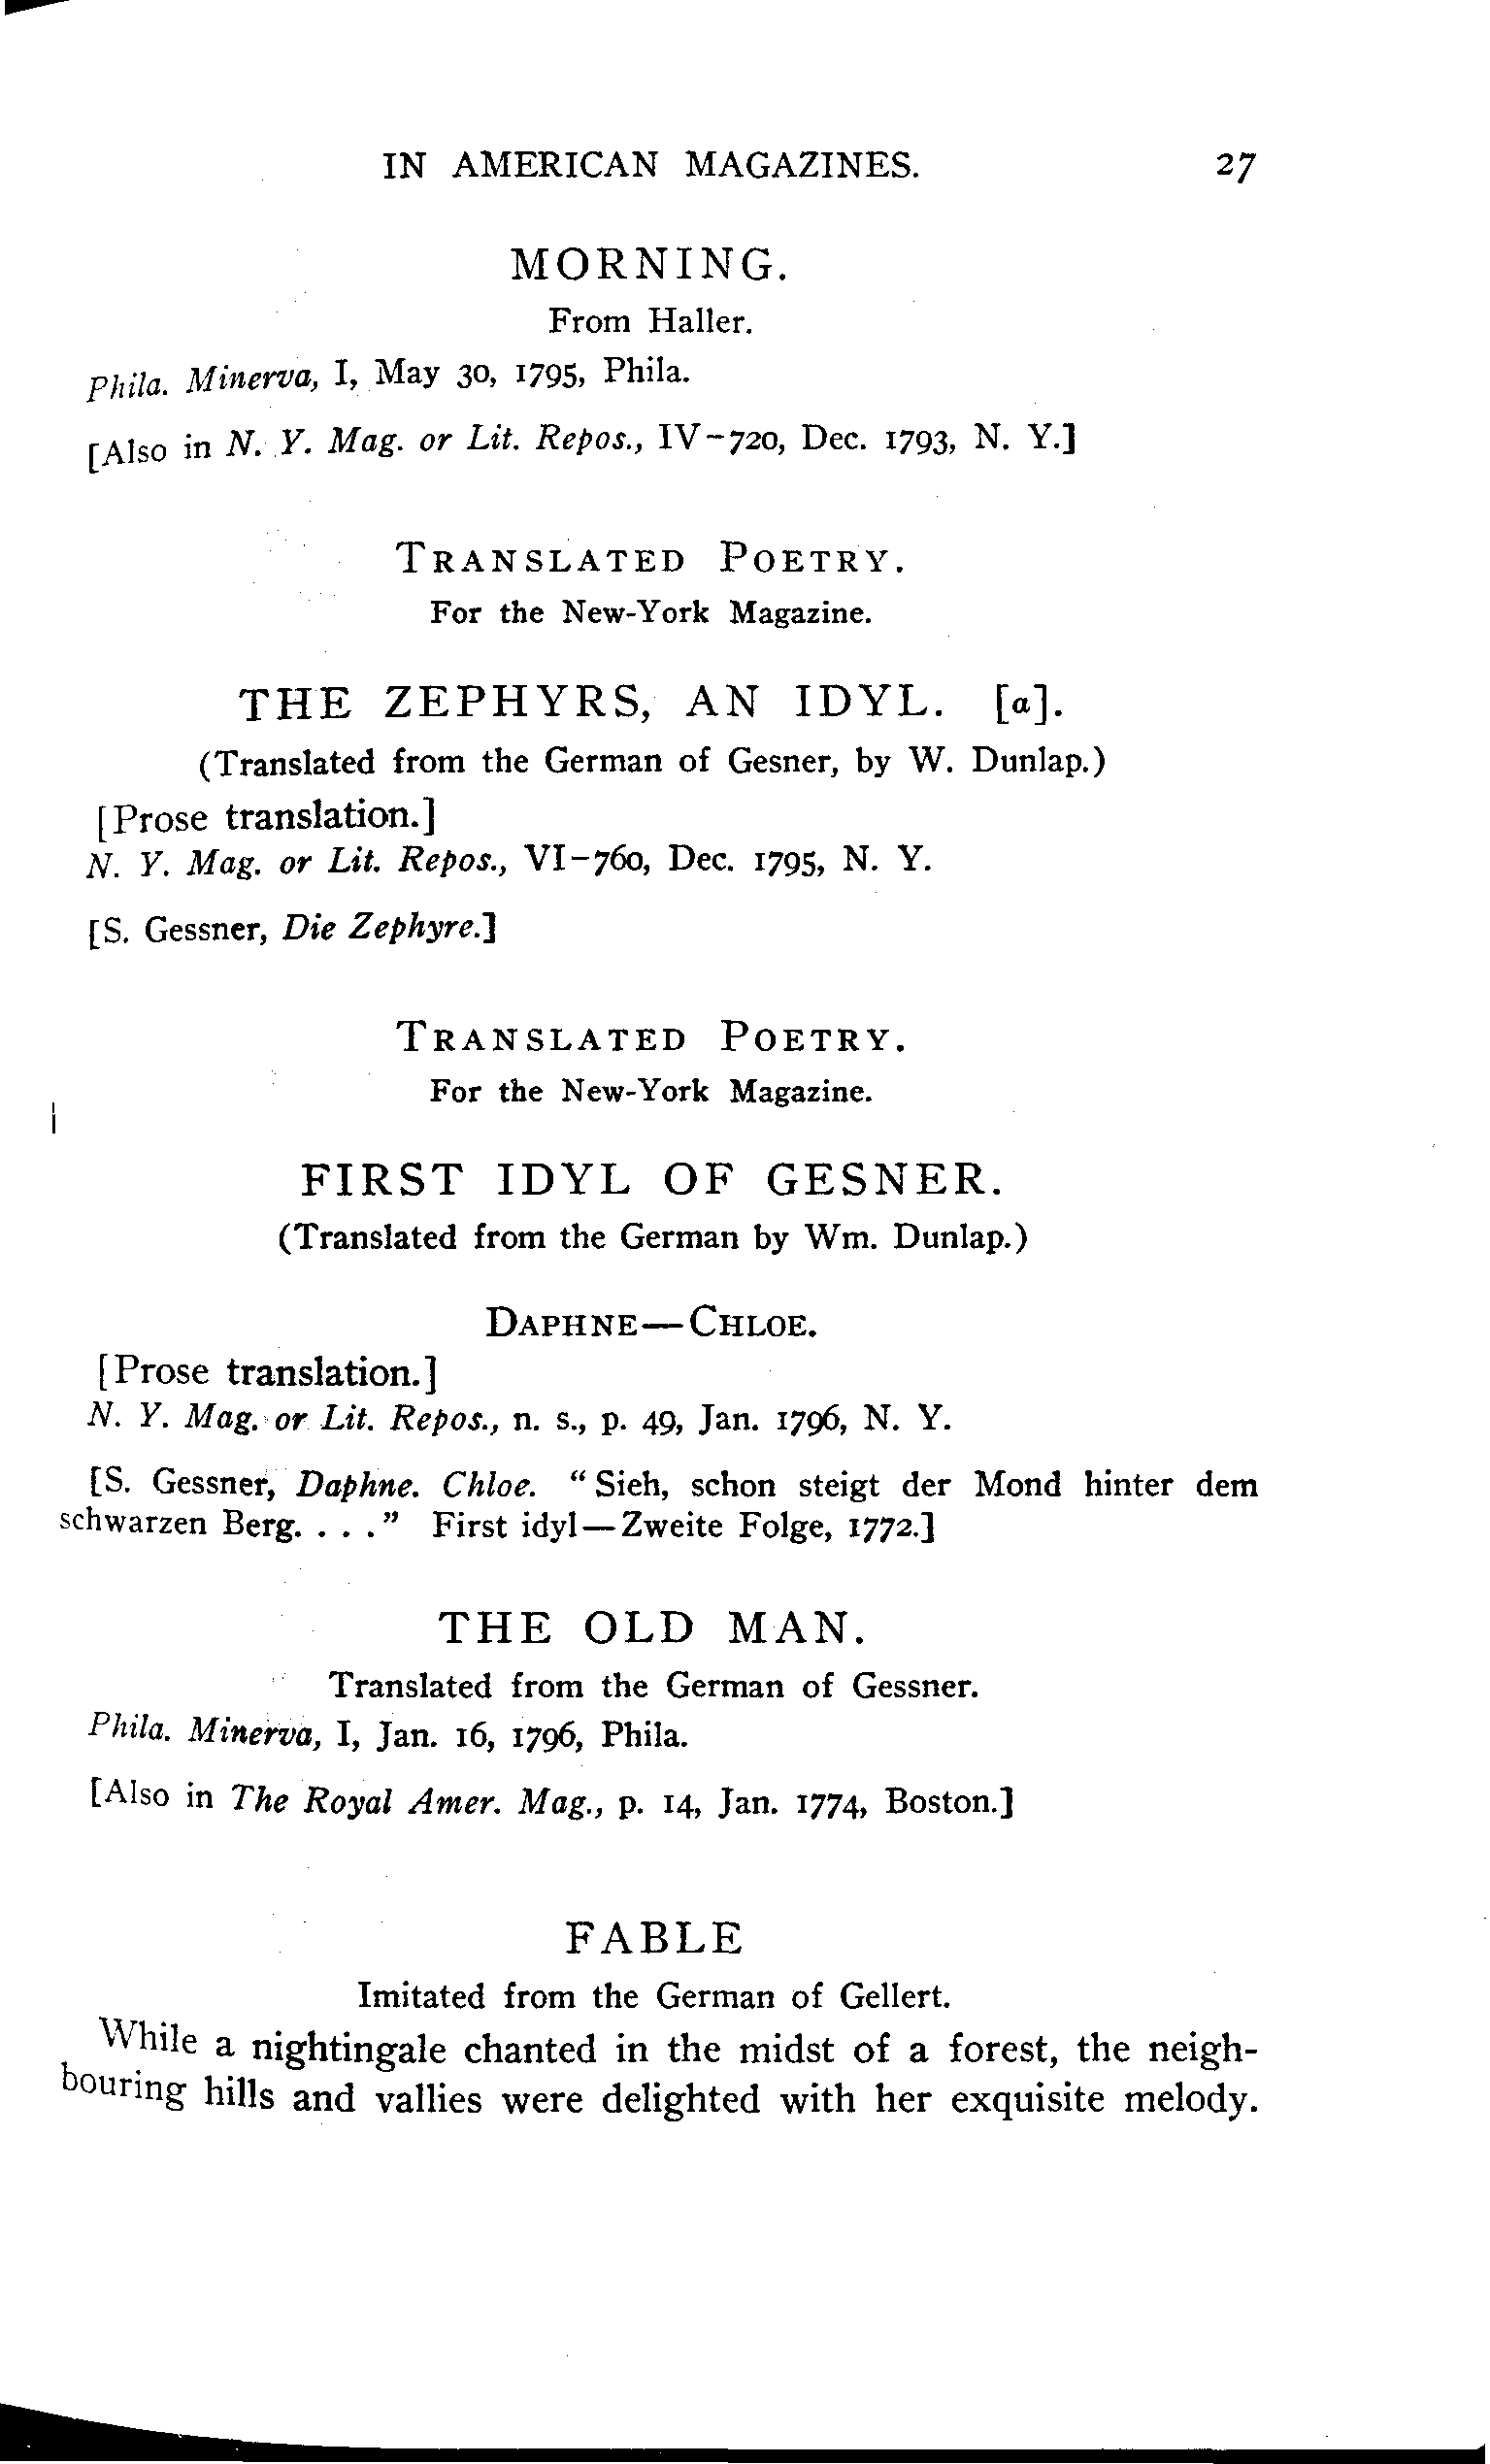 IN AMERICAN MAGAZINES. 27
MORNING.
From Haller.
Phila. Minerva, I, May 30, 1795, Phila.
[Also in N. Y. Mag. or Lit. Repos., IV–720, Dec. 1793, N. Y.]
TRANSLATED POETRY.
For the New-York Magazine.
THE ZEPHYRS, AN IDYL. [a].
(Translated from the German of Gesner, by W. Dunlap.)
[Prose translation.]
N. Y. Mag. or Lit. Repos., VI–760, Dec. 1795, N. Y.
[S. Gessner, Die Zephyre.]
TRANSLATED POETRY.
For the New-York Magazine.
FIRST IDYL OF GESNER.
(Translated from the German by Wm. Dunlap.)
DAPHNE—CHLOE.
[Prose translation.]
N. Y. Mag. or Lit. Repos., n. s., p. 49, Jan. 1796, N. Y.
[S. Gessner, Daphne. Chloe. “Sieh, schon steigt der Mond hinter dem
schwarzen Berg. . . .” First idyl—Zweite Folge, 1772.]
THE OLD MAN.
Translated from the German of Gessner.
Phila. Minerva, I, Jan. 16, 1796, Phila.
[Also in The Royal Amer. Mag., p. 14, Jan. 1774, Boston.]
FABLE
Imitated from the German of Gellert.
While a nightingale chanted in the midst of a forest, the neigh-
bouring hills and vallies were delighted with her exquisite melody.